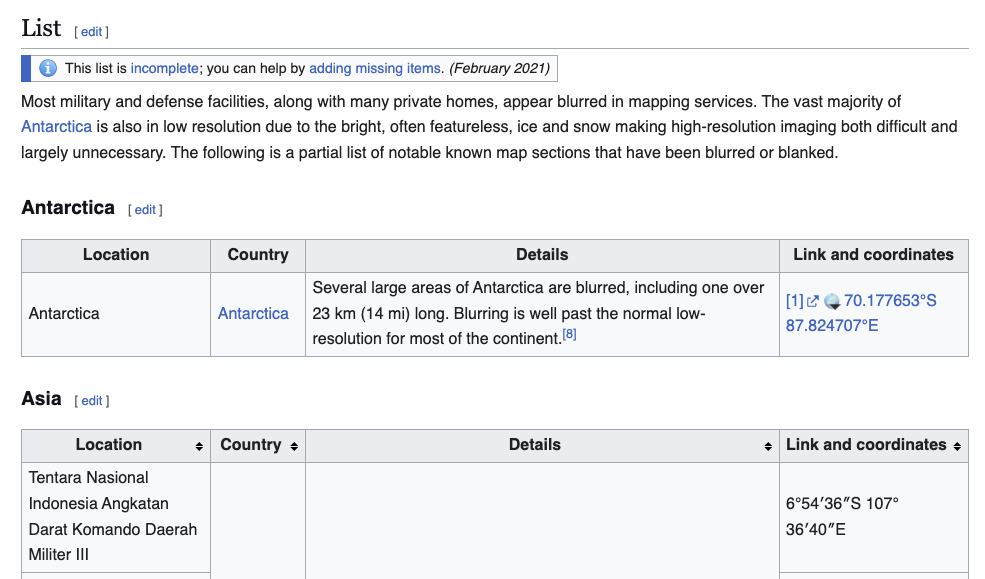 List [ edit ]
This list is incomplete; you can help by adding missing items. (February 2021)
Most military and defense facilities, along with many private homes, appear blurred in mapping services. The vast majority of
Antarctica is also in low resolution due to the bright, often featureless, ice and snow making high-resolution imaging both difficult and
largely unnecessary. The following is a partial list of notable known map sections that have been blurred or blanked.
Antarctica [ edit ]
Location Country Details Link and coordinates
Antarctica
Antarctica
Several large areas of Antarctica are blurred, including one over
23 km (14 mi) long. Blurring is well past the normal low-
resolution for most of the continent.[8]
[1] 70.177653°S
87.824707°E
Asia [ edit ]
Location Country Details Link and coordinates
Tentara Nasional
Indonesia Angkatan
Darat Komando Daerah
Militer III
6°54′36″S 107°
36′40″E